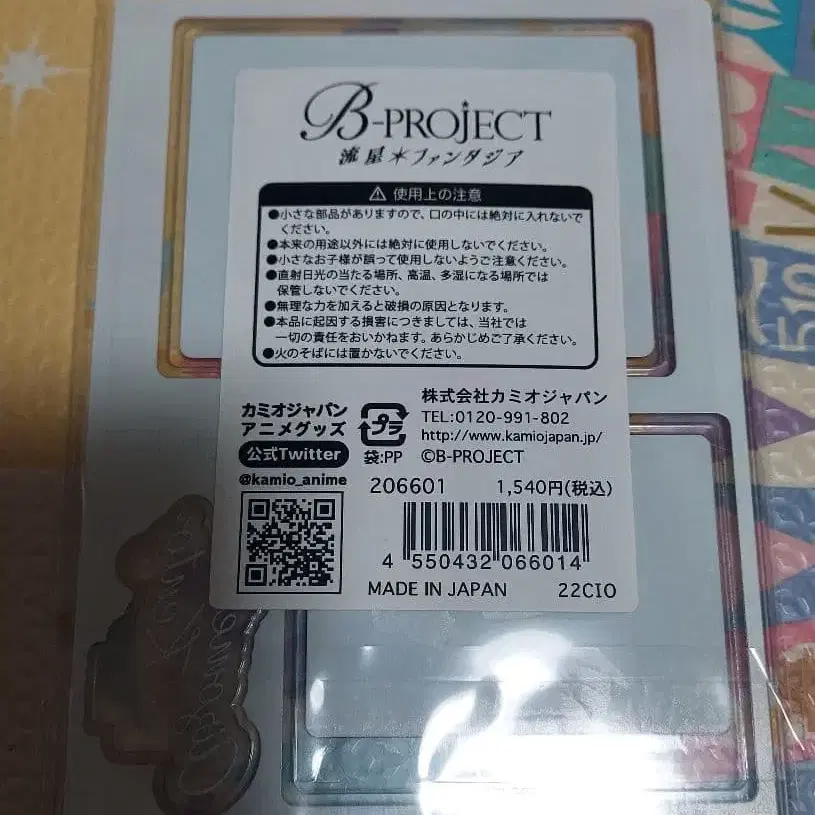 B-PROJECT
流星*ファンタジア
⚠ 使用上の注意
●小さな部品がありますので、口の中には絶対に入れないで
ください。
●本来の用途以外には絶対に使用しないでください。
●小さなお子様が誤って使用しないようご注意ください。
●直射日光の当たる場所、高温、多湿になる場所では
保管しないでください。
●無理な力を加えると破損の原因となります。
●本品に起因する損害につきましては、当社では
一切の責任をおいかねます。あらかじめご了承ください。
●火のそばには置かないでください。
カミオジャパン
アニメグッズ
公式Twitter
@kamio_anime
プラ
袋:PP
株式会社カミオジャパン
TEL:0120-991-802
http://www.kamiojapan.jp/
©B-PROJECT
206601 1,540円(税込)
4 550432 066014
MADE IN JAPAN 22CIO